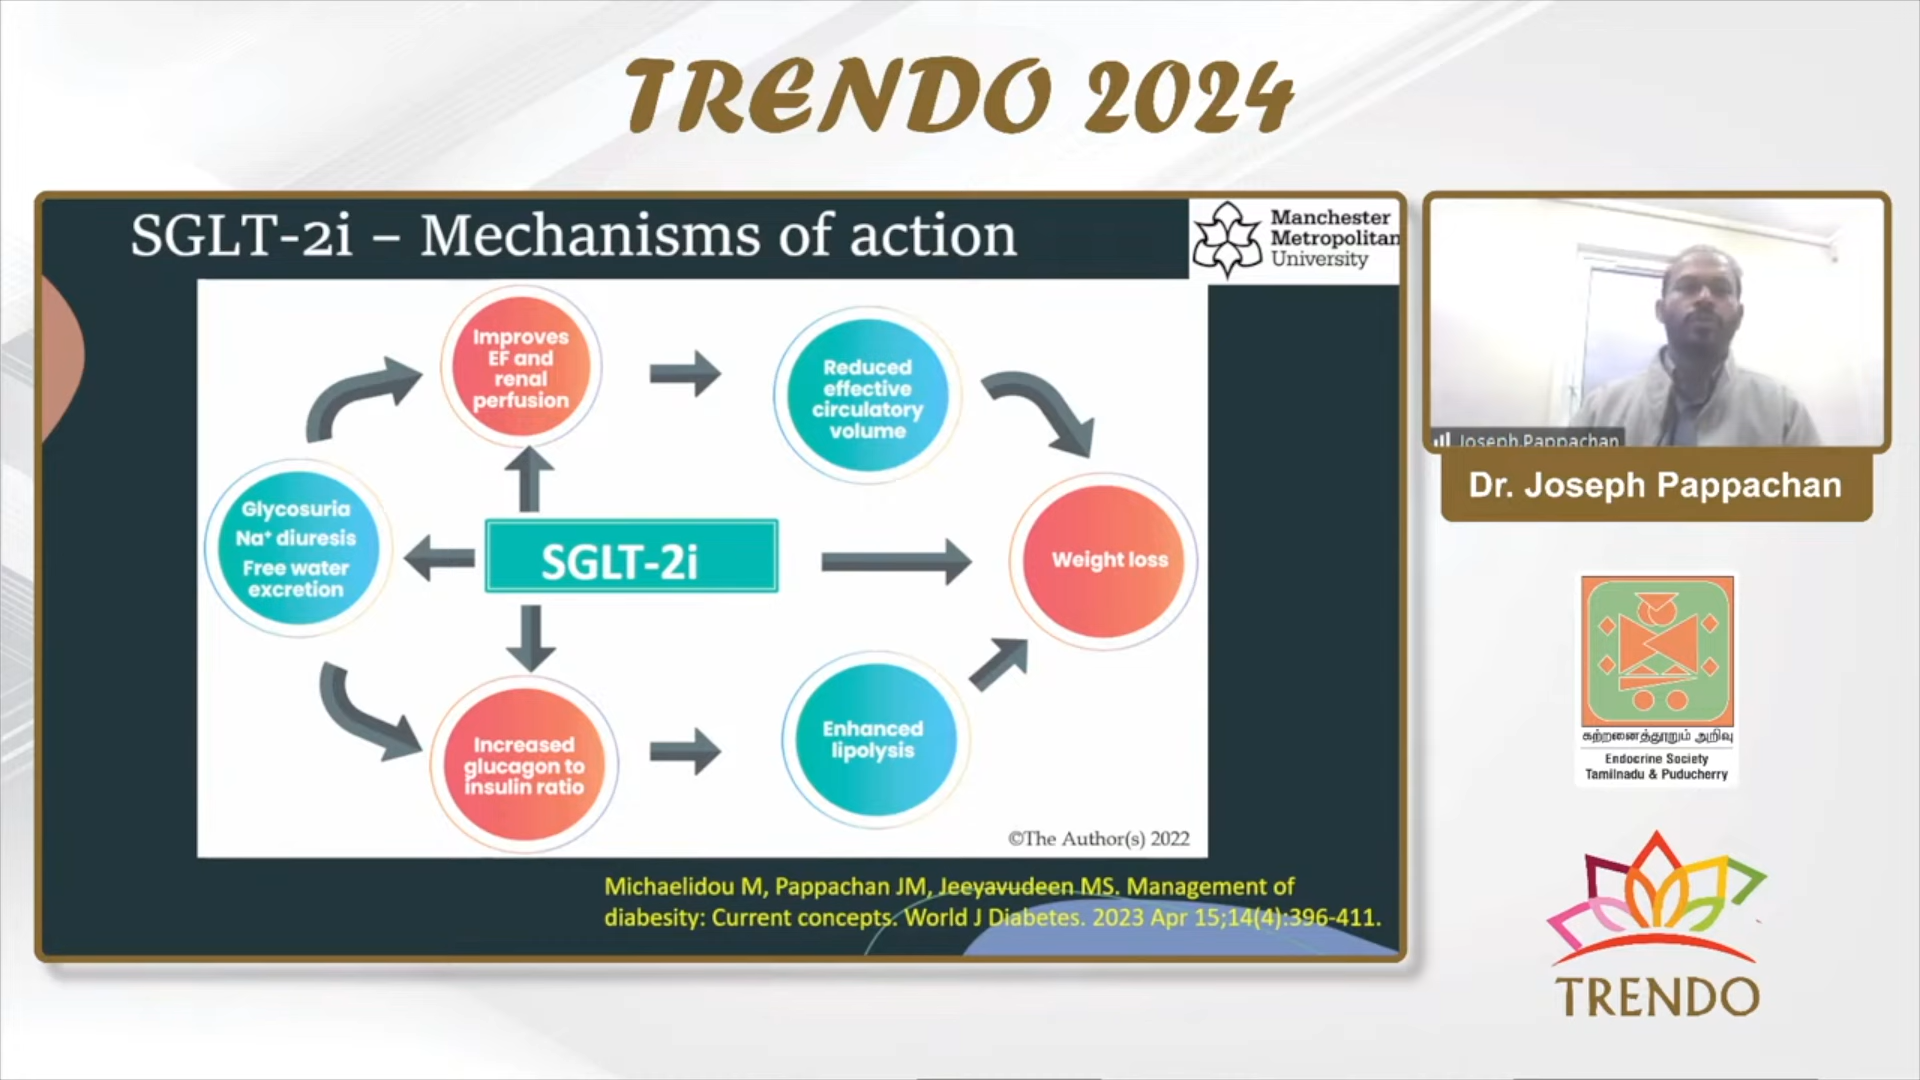 TRENDO 2024
SGLT-2i – Mechanisms of action
Manchester
Metropolitan
University
Improves
EF and
renal
perfusion
Reduced
effective
circulatory
volume
Glycosuria
Na⁺ diuresis
Free water
excretion
SGLT-2i
Weight loss
Increased
glucagon to
insulin ratio
Enhanced
lipolysis
©The Author(s) 2022
Michaelidou M, Pappachan JM, Jeeyavudeen MS. Management of
diabesity: Current concepts. World J Diabetes. 2023 Apr 15;14(4):396-411.
Joseph Pappachan
Dr. Joseph Pappachan
கற்றனைத்தூறும் அறிவு
Endocrine Society
Tamilnadu & Puducherry
TRENDO